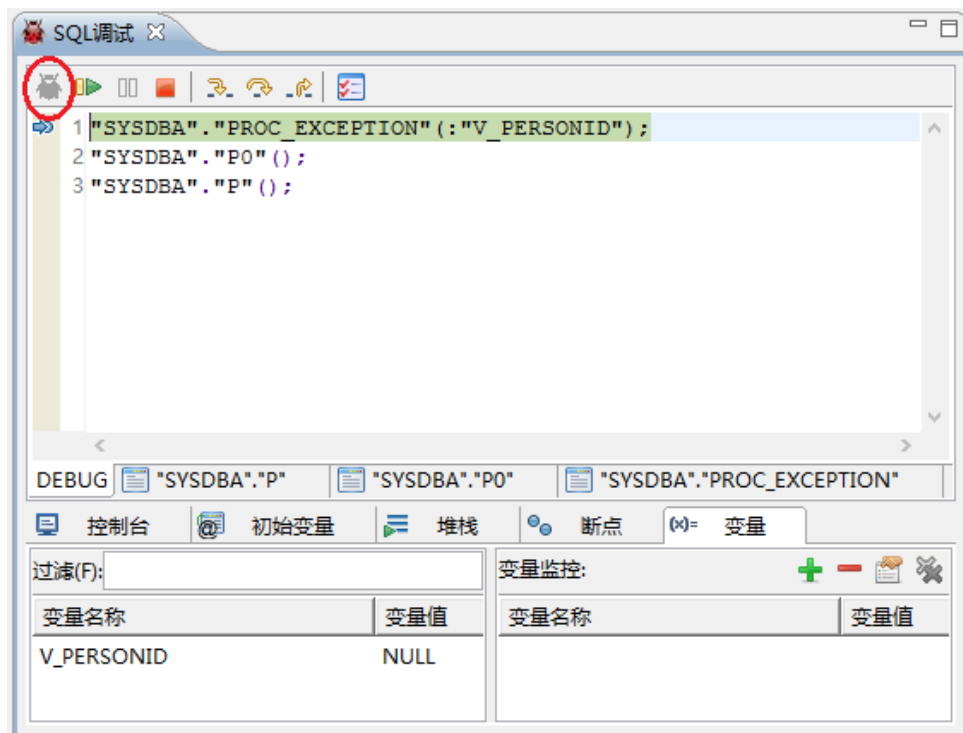 SQL调试
1 "SYSDBA"."PROC_EXCEPTION"(:"V_PERSONID");
2 "SYSDBA"."P0"();
3 "SYSDBA"."P"();
DEBUG "SYSDBA"."P" "SYSDBA"."P0" "SYSDBA"."PROC_EXCEPTION"
控制台 初始变量 堆栈 断点 (x)= 变量
过滤(F): 变量监控:
变量名称 变量值 变量名称 变量值
V_PERSONID NULL